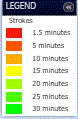 LEGEND
Strokes
1.5 minutes
5 minutes
10 minutes
15 minutes
20 minutes
25 minutes
30 minutes